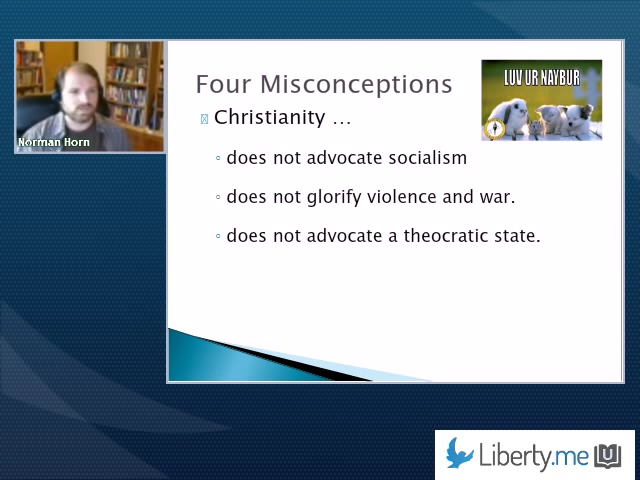 Four Misconceptions
LUV UR NAYBUR
Christianity …
Norman Horn
◦ does not advocate socialism
◦ does not glorify violence and war.
◦ does not advocate a theocratic state.
Liberty.me